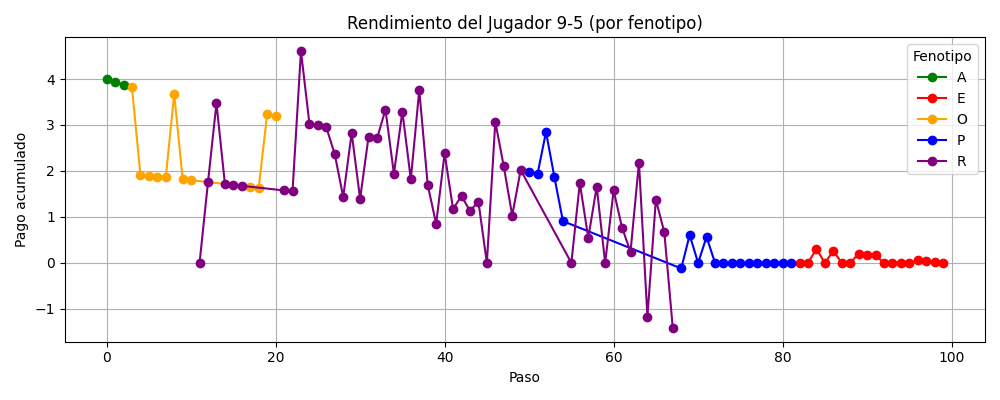 Rendimiento del Jugador 9-5 (por fenotipo)
Pago acumulado
4
3
2
1
0
−1
Fenotipo
A
E
O
P
R
0 20 40 60 80 100
Paso